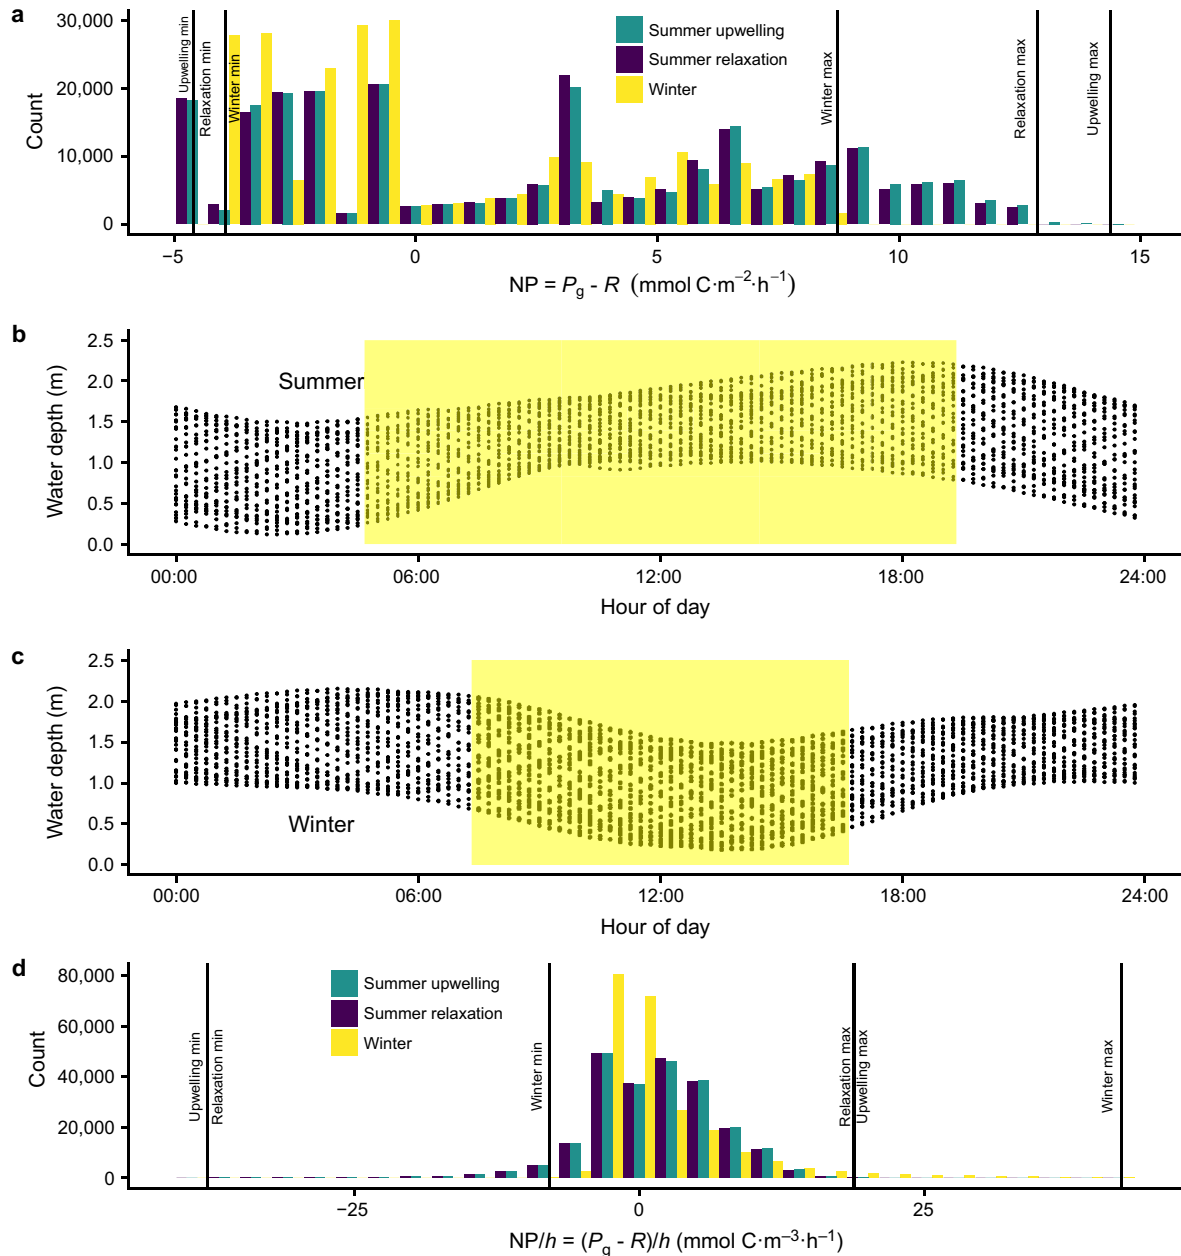 a
30,000
20,000
10,000
0
Count
Upwelling min
Relaxation min
Winter min
Summer upwelling
Summer relaxation
Winter
Winter max
Relaxation max
Upwelling max
−5
0
5
10
15
NP = Pg - R (mmol C·m⁻²·h⁻¹)
b
2.5
2.0
1.5
1.0
0.5
0.0
Water depth (m)
Summer
00:00
06:00
12:00
18:00
24:00
Hour of day
c
2.5
2.0
1.5
1.0
0.5
0.0
Water depth (m)
Winter
00:00
06:00
12:00
18:00
24:00
Hour of day
d
80,000
60,000
40,000
20,000
0
Count
Upwelling min
Relaxation min
Summer upwelling
Summer relaxation
Winter
Winter min
Relaxation max
Upwelling max
Winter max
−25
0
25
NP/h = (Pg - R)/h (mmol C·m⁻³·h⁻¹)